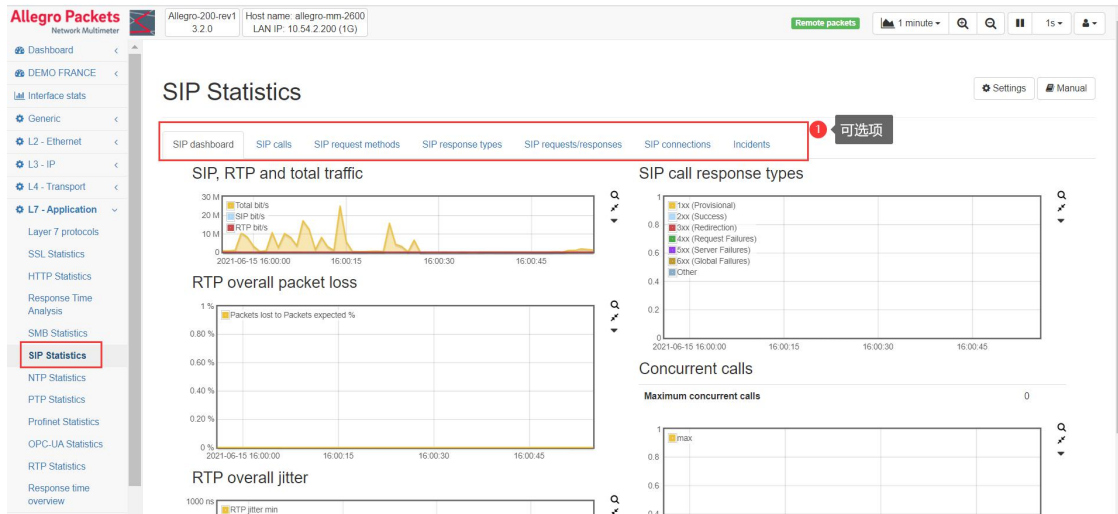 Allegro Packets
Network Multimeter
Allegro-200-rev1
3.2.0
Host name: allegro-mm-2600
LAN IP: 10.54.2.200 (1G)
Remote packets
1 minute
1s
Dashboard
DEMO FRANCE
Interface stats
Generic
L2 - Ethernet
L3 - IP
L4 - Transport
L7 - Application
Layer 7 protocols
SSL Statistics
HTTP Statistics
Response Time
Analysis
SMB Statistics
SIP Statistics
NTP Statistics
PTP Statistics
Profinet Statistics
OPC-UA Statistics
RTP Statistics
Response time
overview
SIP Statistics
Settings
Manual
1 可选项
SIP dashboard SIP calls SIP request methods SIP response types SIP requests/responses SIP connections Incidents
SIP, RTP and total traffic
30 M
20 M
10 M
0
Total bit/s
SIP bit/s
RTP bit/s
2021-06-15 16:00:00 16:00:15 16:00:30 16:00:45
RTP overall packet loss
1 %
0.80 %
0.60 %
0.40 %
0.20 %
0 %
Packets lost to Packets expected %
2021-06-15 16:00:00 16:00:15 16:00:30 16:00:45
RTP overall jitter
1000 ns
RTP jitter min
SIP call response types
1
0.8
0.6
0.4
0.2
0
1xx (Provisional)
2xx (Success)
3xx (Redirection)
4xx (Request Failures)
5xx (Server Failures)
6xx (Global Failures)
Other
2021-06-15 16:00:00 16:00:15 16:00:30 16:00:45
Concurrent calls
Maximum concurrent calls 0
1
0.8
0.6
0.4
max